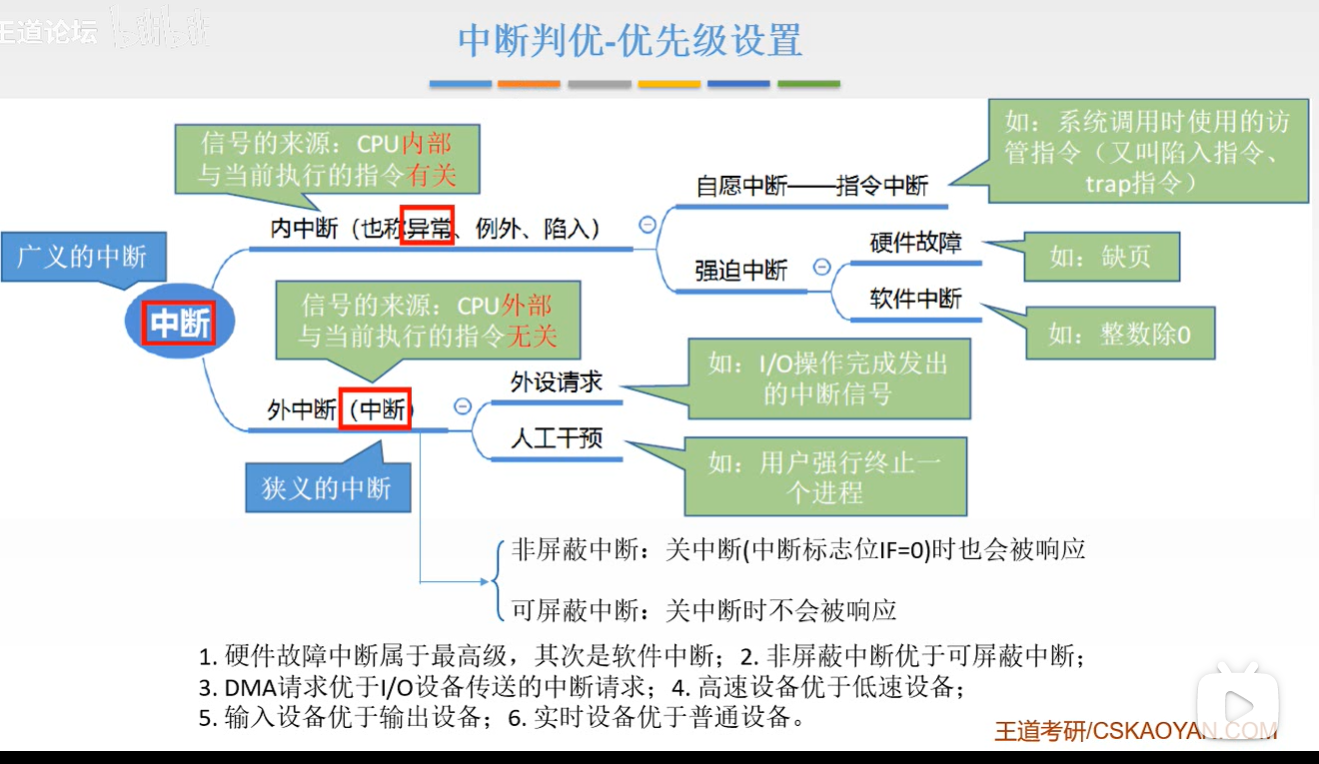 王道论坛
中断判优-优先级设置
信号的来源：CPU内部
与当前执行的指令有关
如：系统调用时使用的访
管指令（又叫陷入指令、
trap指令）
自愿中断——指令中断
内中断（也称异常、例外、陷入）
广义的中断
硬件故障
如：缺页
强迫中断
软件中断
如：整数除0
中断
信号的来源：CPU外部
与当前执行的指令无关
外设请求
如：I/O操作完成发出
的中断信号
外中断（中断）
人工干预
如：用户强行终止一
个进程
狭义的中断
非屏蔽中断：关中断(中断标志位IF=0)时也会被响应
可屏蔽中断：关中断时不会被响应
1. 硬件故障中断属于最高级，其次是软件中断；2. 非屏蔽中断优于可屏蔽中断；
3. DMA请求优于I/O设备传送的中断请求；4. 高速设备优于低速设备；
5. 输入设备优于输出设备；6. 实时设备优于普通设备。
王道考研/CSKAOYAN.COM